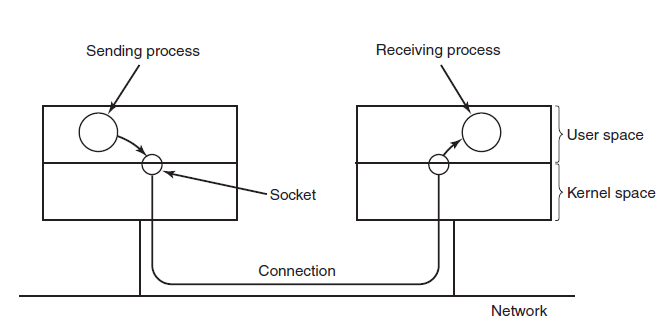 Sending process
Receiving process
User space
Socket
Kernel space
Connection
Network